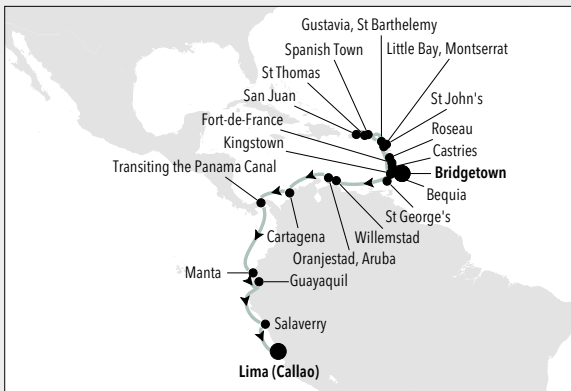 Gustavia, St Barthelemy
Spanish Town
Little Bay, Montserrat
St Thomas
San Juan
St John's
Fort-de-France
Roseau
Kingstown
Castries
Transiting the Panama Canal
Bridgetown
Bequia
St George's
Cartagena
Willemstad
Oranjestad, Aruba
Manta
Guayaquil
Salaverry
Lima (Callao)